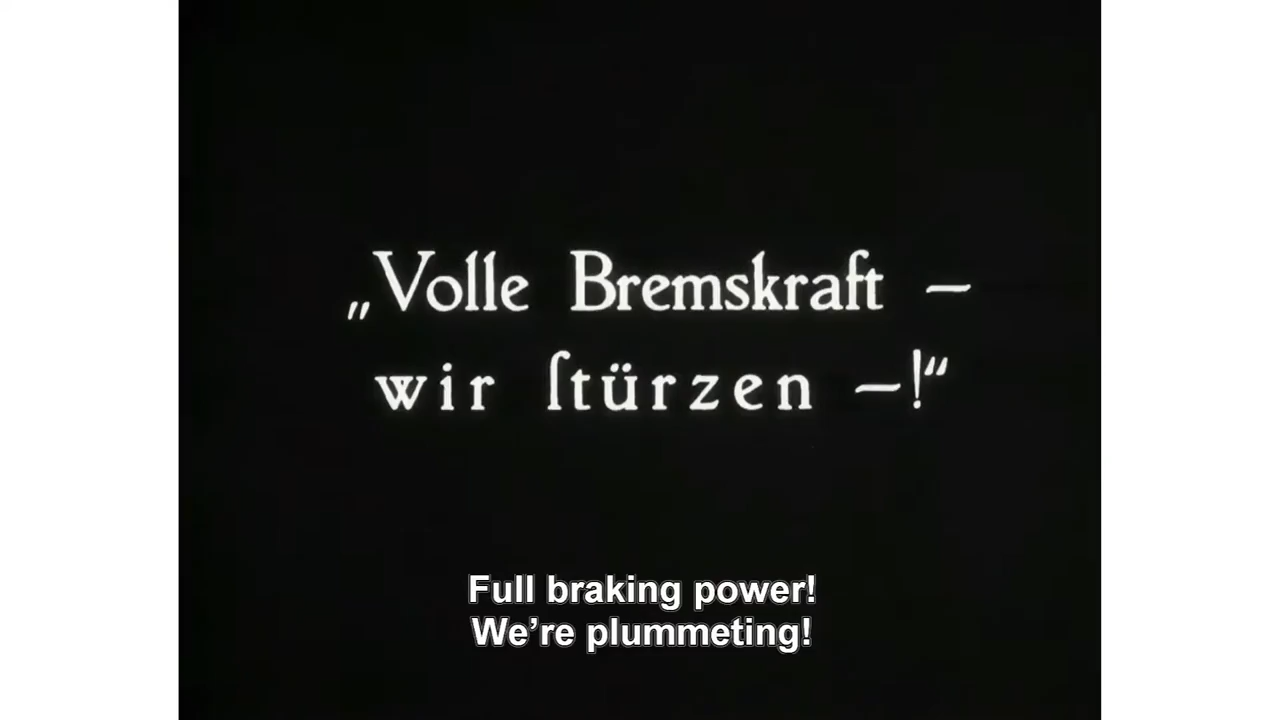 „Volle Bremskraft –
wir ſtürzen –!“
Full braking power!
We’re plummeting!